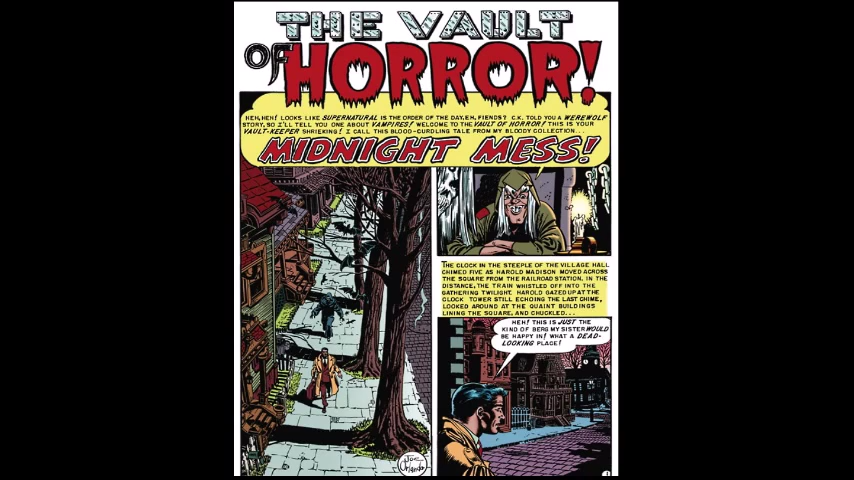 THE VAULT
OF HORROR!
HEH, HEH! LOOKS LIKE SUPERNATURAL IS THE ORDER OF THE DAY, EH, FIENDS? C.K. TOLD YOU A WEREWOLF
STORY, SO I'LL TELL YOU ONE ABOUT VAMPIRES! WELCOME TO THE VAULT OF HORROR! THIS IS YOUR
VAULT-KEEPER SHRIEKING! I CALL THIS BLOOD-CURDLING TALE FROM MY BLOODY COLLECTION...
MIDNIGHT MESS!
THE CLOCK IN THE STEEPLE OF THE VILLAGE HALL
CHIMED FIVE AS HAROLD MADISON MOVED ACROSS
THE SQUARE FROM THE RAILROAD STATION. IN THE
DISTANCE, THE TRAIN WHISTLED OFF INTO THE
GATHERING TWILIGHT. HAROLD GAZED UP AT THE
CLOCK TOWER STILL ECHOING THE LAST CHIME,
LOOKED AROUND AT THE QUAINT BUILDINGS
LINING THE SQUARE, AND CHUCKLED...
HEH! THIS IS JUST THE
KIND OF BERG MY SISTER WOULD
BE HAPPY IN! WHAT A DEAD-
LOOKING PLACE!
JOE
ORLANDO
1